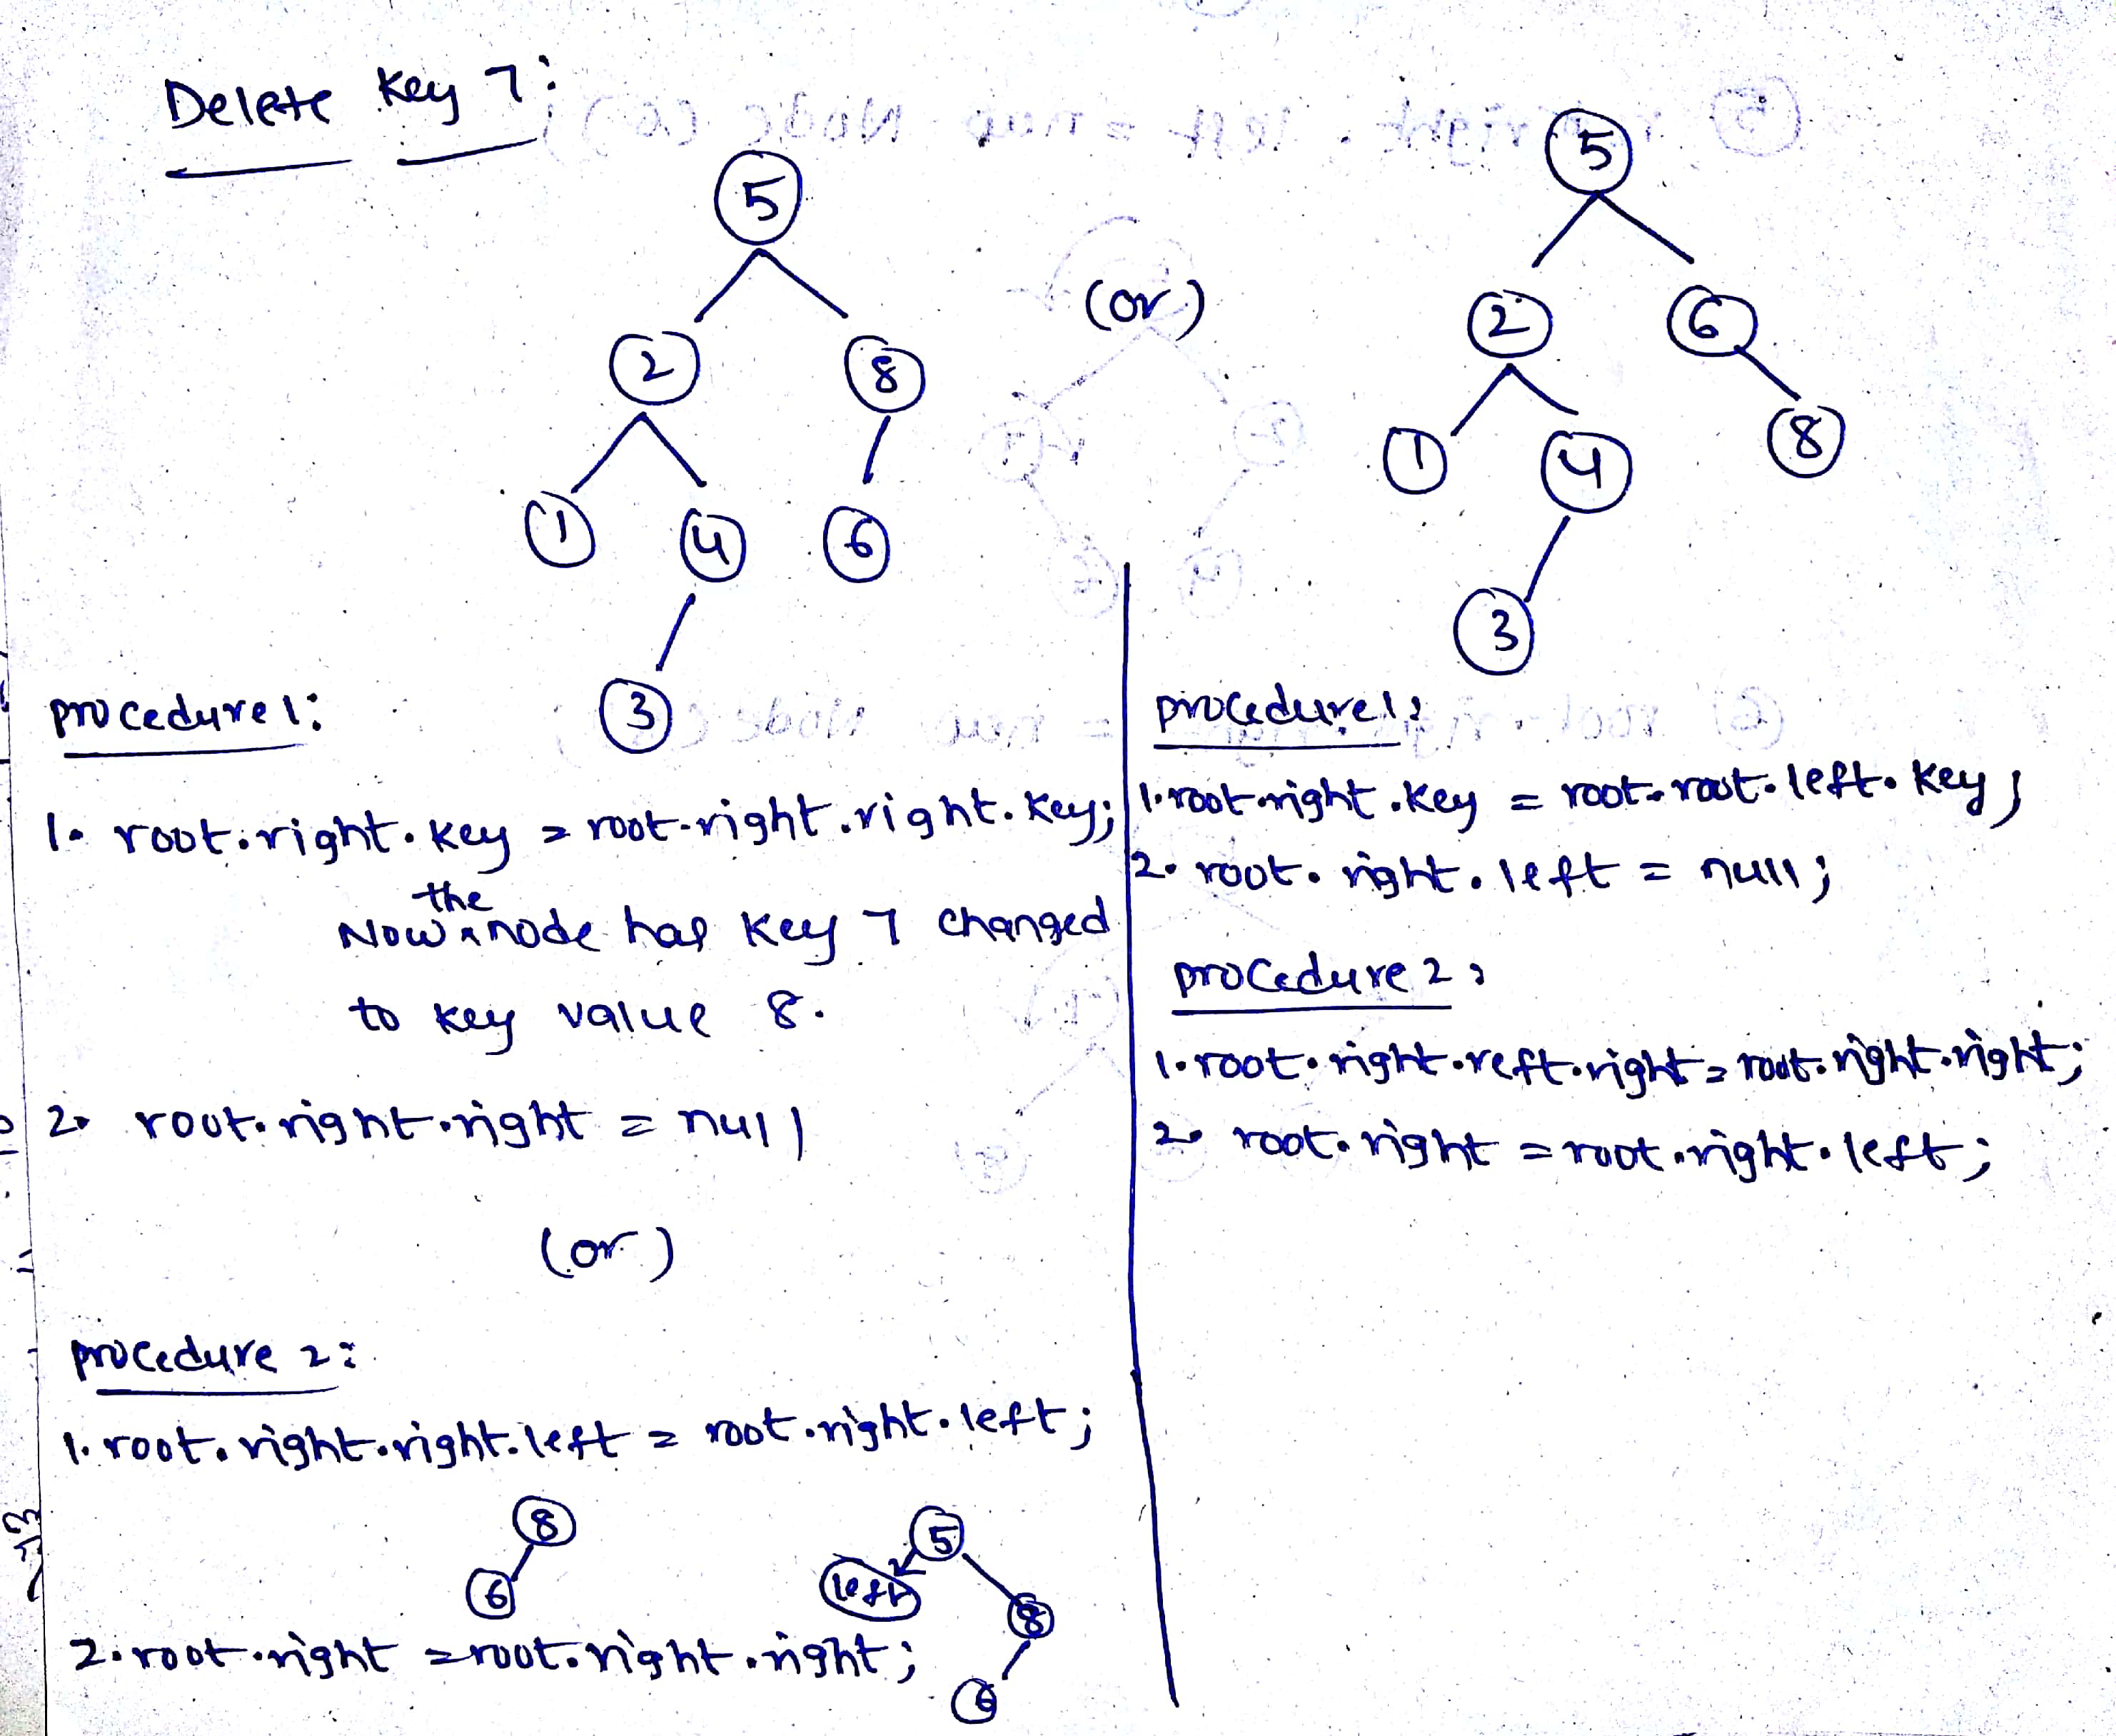 Delete Key 7:
5
2
8
1
4
6
3
(or)
5
2
6
1
4
8
3
procedure 1:
1. root.right.key = root.right.right.key;
the
Now ^ node has key 7 changed
to key value 8.
2. root.right.right = null
(or)
procedure 2:
1. root.right.right.left = root.right.left;
8
6
5
left
8
6
2. root.right = root.right.right;
procedure 1:
1. root.right.key = root.root.left.key;
2. root.right.left = null;
procedure 2:
1. root.right.reft.right = root.right.right;
2. root.right = root.right.left;